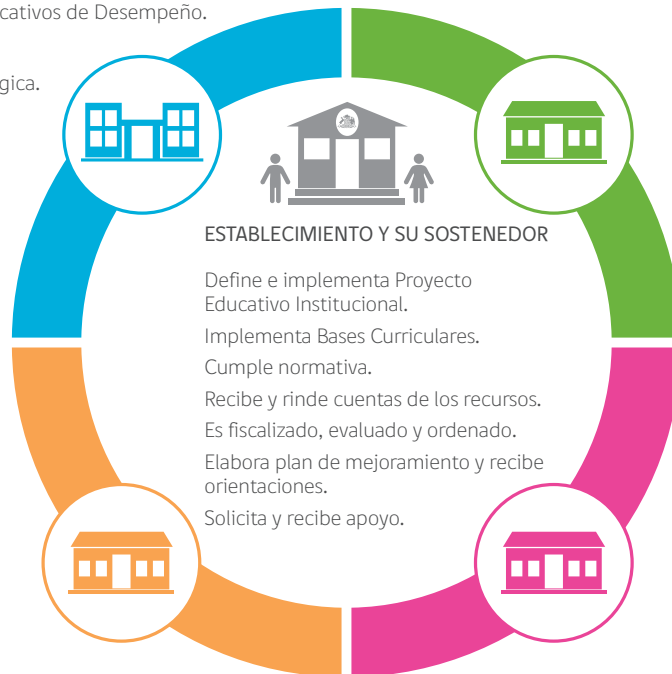 cativos de Desempeño.
gica.
ESTABLECIMIENTO Y SU SOSTENEDOR
Define e implementa Proyecto
Educativo Institucional.
Implementa Bases Curriculares.
Cumple normativa.
Recibe y rinde cuentas de los recursos.
Es fiscalizado, evaluado y ordenado.
Elabora plan de mejoramiento y recibe
orientaciones.
Solicita y recibe apoyo.